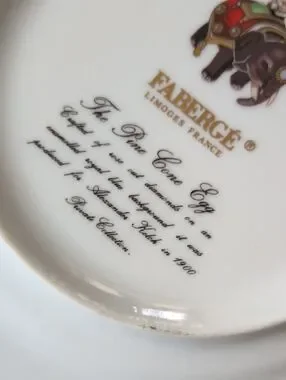 FABERGÉ ®
LIMOGES FRANCE
The Pine Cone Egg
Crafted of rose cut diamonds on an
enamelled royal blue background it was
produced for Alexander Kelch in 1900
Private Collection.